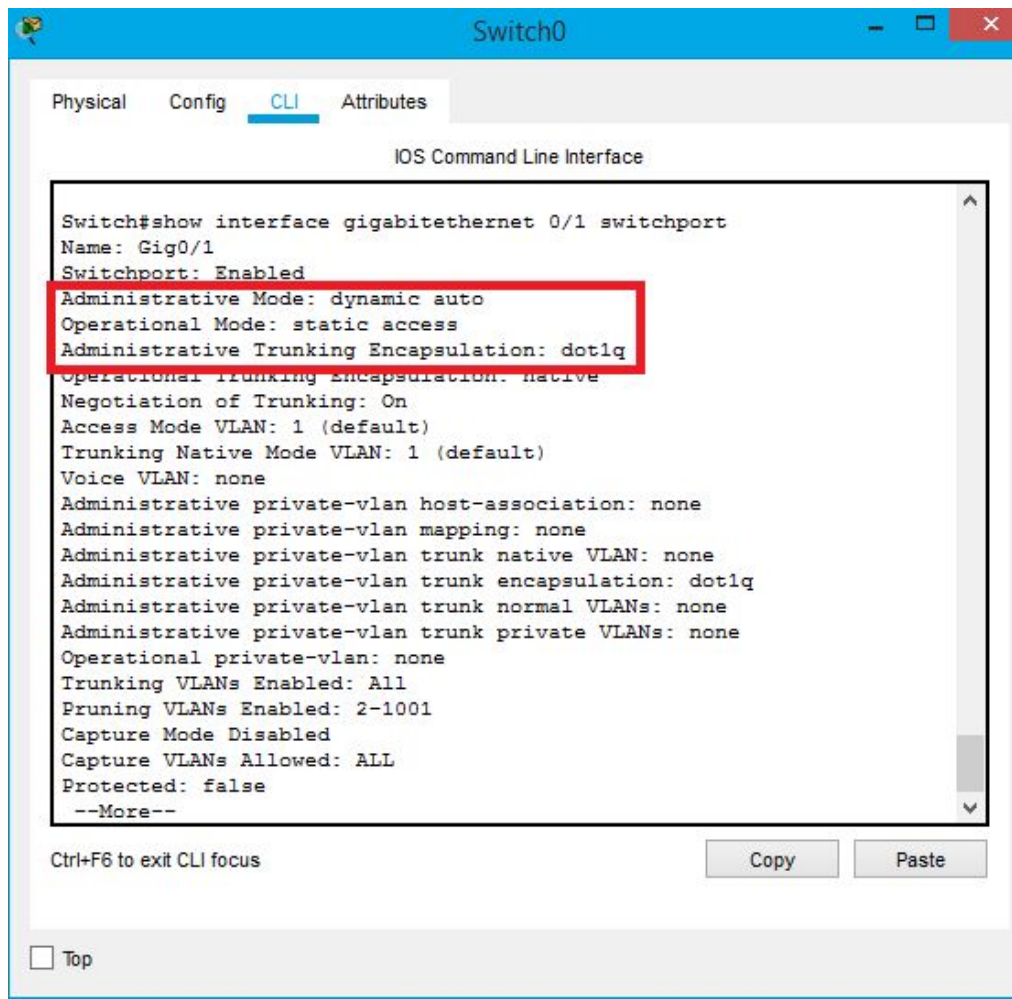 Switch0
Physical Config CLI Attributes
IOS Command Line Interface
Switch#show interface gigabitethernet 0/1 switchport
Name: Gig0/1
Switchport: Enabled
Administrative Mode: dynamic auto
Operational Mode: static access
Administrative Trunking Encapsulation: dot1q
Operational Trunking Encapsulation: native
Negotiation of Trunking: On
Access Mode VLAN: 1 (default)
Trunking Native Mode VLAN: 1 (default)
Voice VLAN: none
Administrative private-vlan host-association: none
Administrative private-vlan mapping: none
Administrative private-vlan trunk native VLAN: none
Administrative private-vlan trunk encapsulation: dot1q
Administrative private-vlan trunk normal VLANs: none
Administrative private-vlan trunk private VLANs: none
Operational private-vlan: none
Trunking VLANs Enabled: All
Pruning VLANs Enabled: 2-1001
Capture Mode Disabled
Capture VLANs Allowed: ALL
Protected: false
--More--
Ctrl+F6 to exit CLI focus Copy Paste
Top